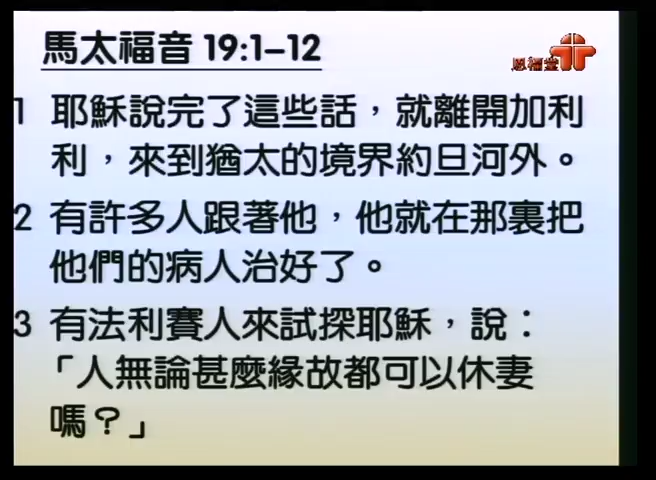 馬太福音 19:1–12
恩福堂
1 耶穌說完了這些話，就離開加利
利，來到猶太的境界約旦河外。
2 有許多人跟著他，他就在那裏把
他們的病人治好了。
3 有法利賽人來試探耶穌，說：
「人無論甚麼緣故都可以休妻
嗎？」